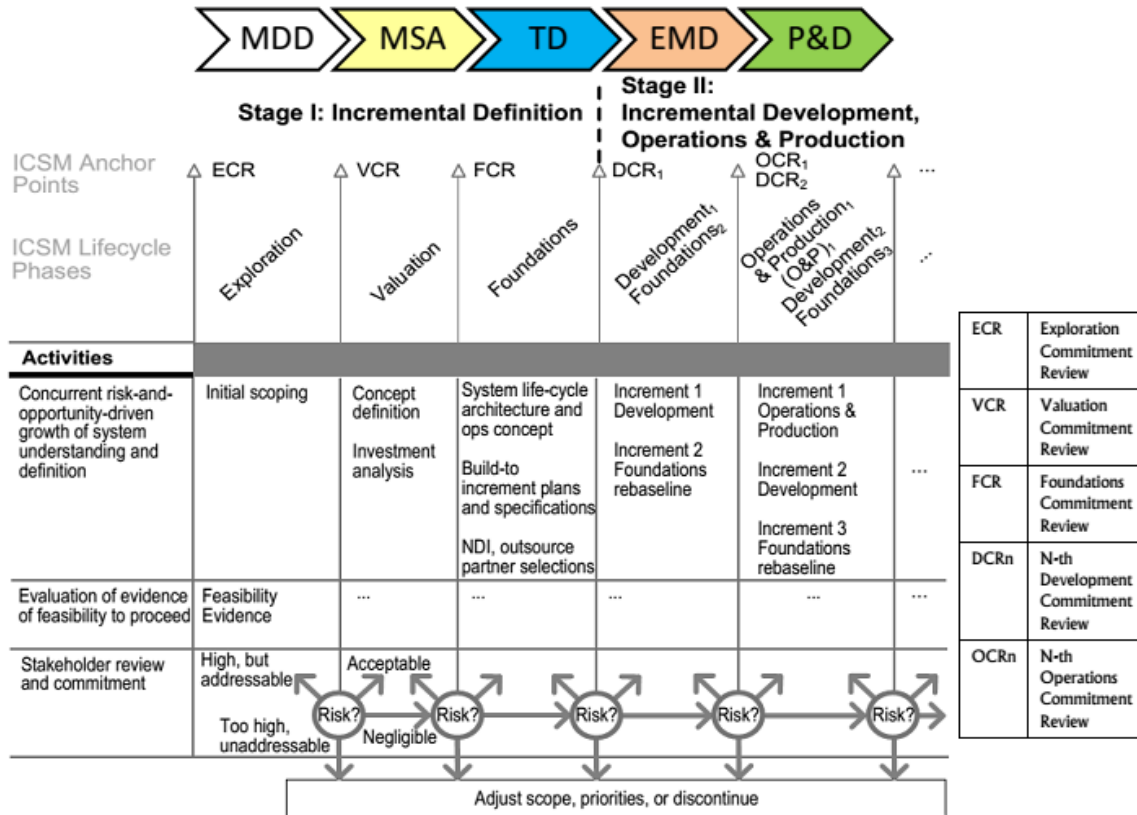 MDD
MSA
TD
EMD
P&D
Stage I: Incremental Definition
Stage II:
Incremental Development,
Operations & Production
ICSM Anchor
Points
ECR
VCR
FCR
DCR₁
OCR₁
DCR₂
...
ICSM Lifecycle
Phases
Exploration
Valuation
Foundations
Development₁
Foundations₂
Operations
& Production₁
(O&P)₁
Development₂
Foundations₃
...
Activities
Concurrent risk-and-
opportunity-driven
growth of system
understanding and
definition
Initial scoping
Concept
definition
Investment
analysis
System life-cycle
architecture and
ops concept
Build-to
increment plans
and specifications
NDI, outsource
partner selections
Increment 1
Development
Increment 2
Foundations
rebaseline
Increment 1
Operations &
Production
Increment 2
Development
Increment 3
Foundations
rebaseline
...
Evaluation of evidence
of feasibility to proceed
Feasibility
Evidence
...
...
...
...
...
Stakeholder review
and commitment
High, but
addressable
Too high,
unaddressable
Acceptable
Negligible
Risk?
Risk?
Risk?
Risk?
Risk?
Adjust scope, priorities, or discontinue
ECR
Exploration
Commitment
Review
VCR
Valuation
Commitment
Review
FCR
Foundations
Commitment
Review
DCRn
N-th
Development
Commitment
Review
OCRn
N-th
Operations
Commitment
Review